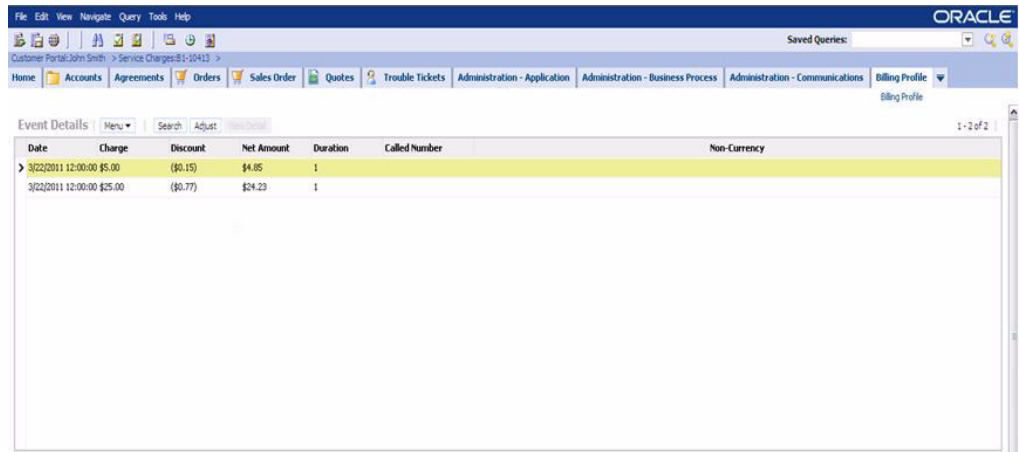 File Edit View Navigate Query Tools Help ORACLE
Saved Queries:
Customer Portal:John Smith > Service Charges:B1-10413 >
Home Accounts Agreements Orders Sales Order Quotes Trouble Tickets Administration - Application Administration - Business Process Administration - Communications Billing Profile
Billing Profile
Event Details Menu Search Adjust View Detail 1 - 2 of 2
Date Charge Discount Net Amount Duration Called Number Non-Currency
3/22/2011 12:00:00 $5.00 ($0.15) $4.85 1
3/22/2011 12:00:00 $25.00 ($0.77) $24.23 1